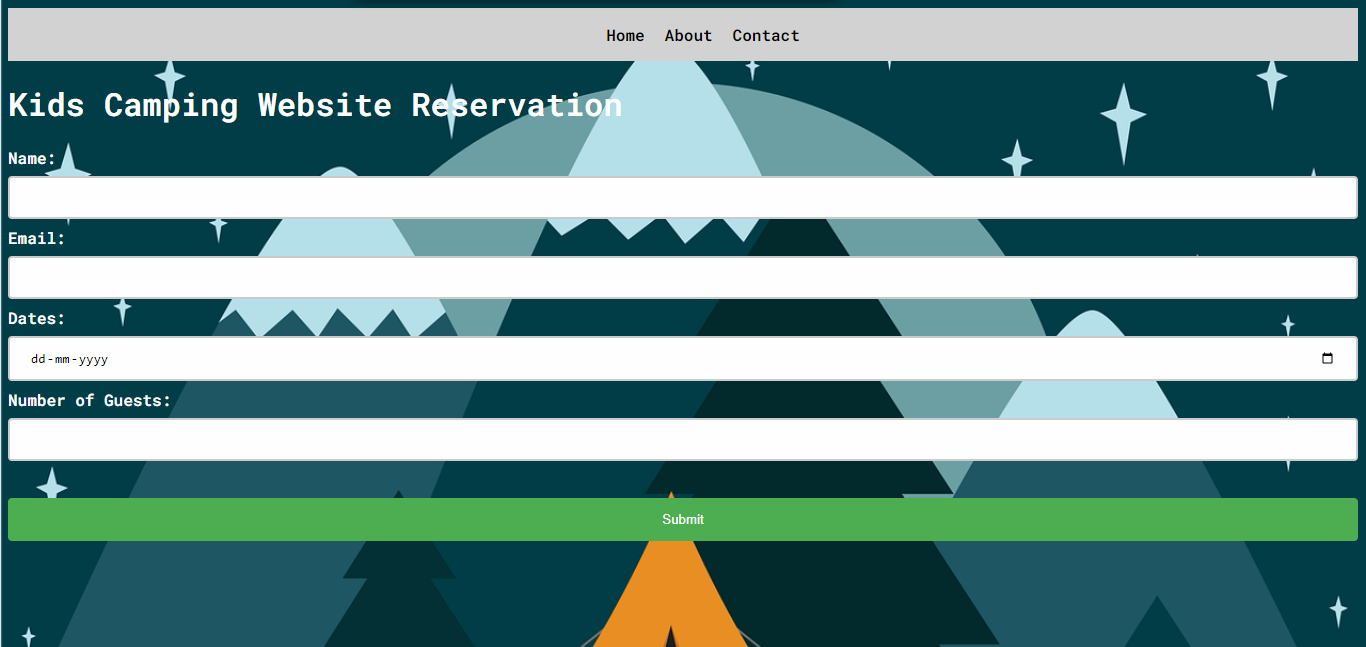 Home About Contact
Kids Camping Website Reservation
Name:
Email:
Dates:
dd-mm-yyyy
Number of Guests:
Submit